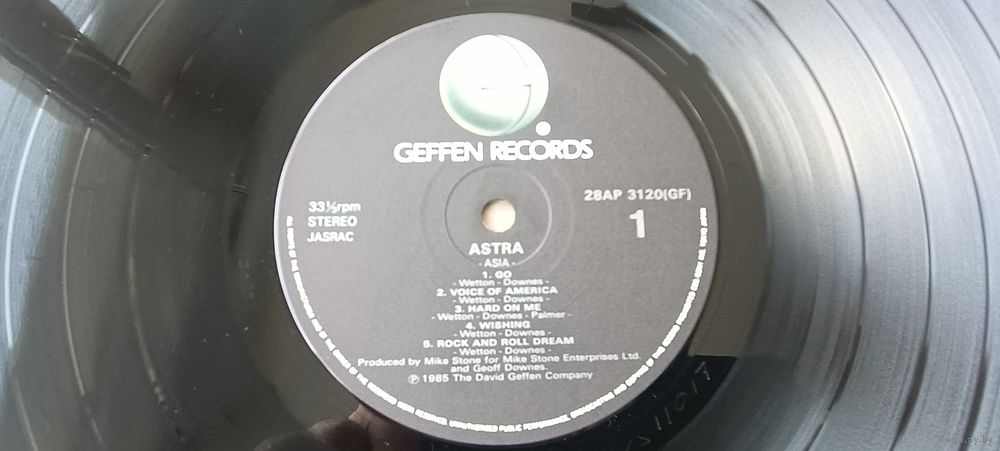 GEFFEN RECORDS
28AP 3120(GF)
1
33⅓rpm
STEREO
JASRAC
ASTRA
- ASIA -
1. GO
- Wetton - Downes -
2. VOICE OF AMERICA
- Wetton - Downes -
3. HARD ON ME
- Wetton - Downes - Palmer -
4. WISHING
- Wetton - Downes -
5. ROCK AND ROLL DREAM
- Wetton - Downes -
Produced by Mike Stone for Mike Stone Enterprises Ltd.
and Geoff Downes.
℗ 1985 The David Geffen Company
www.ay.by